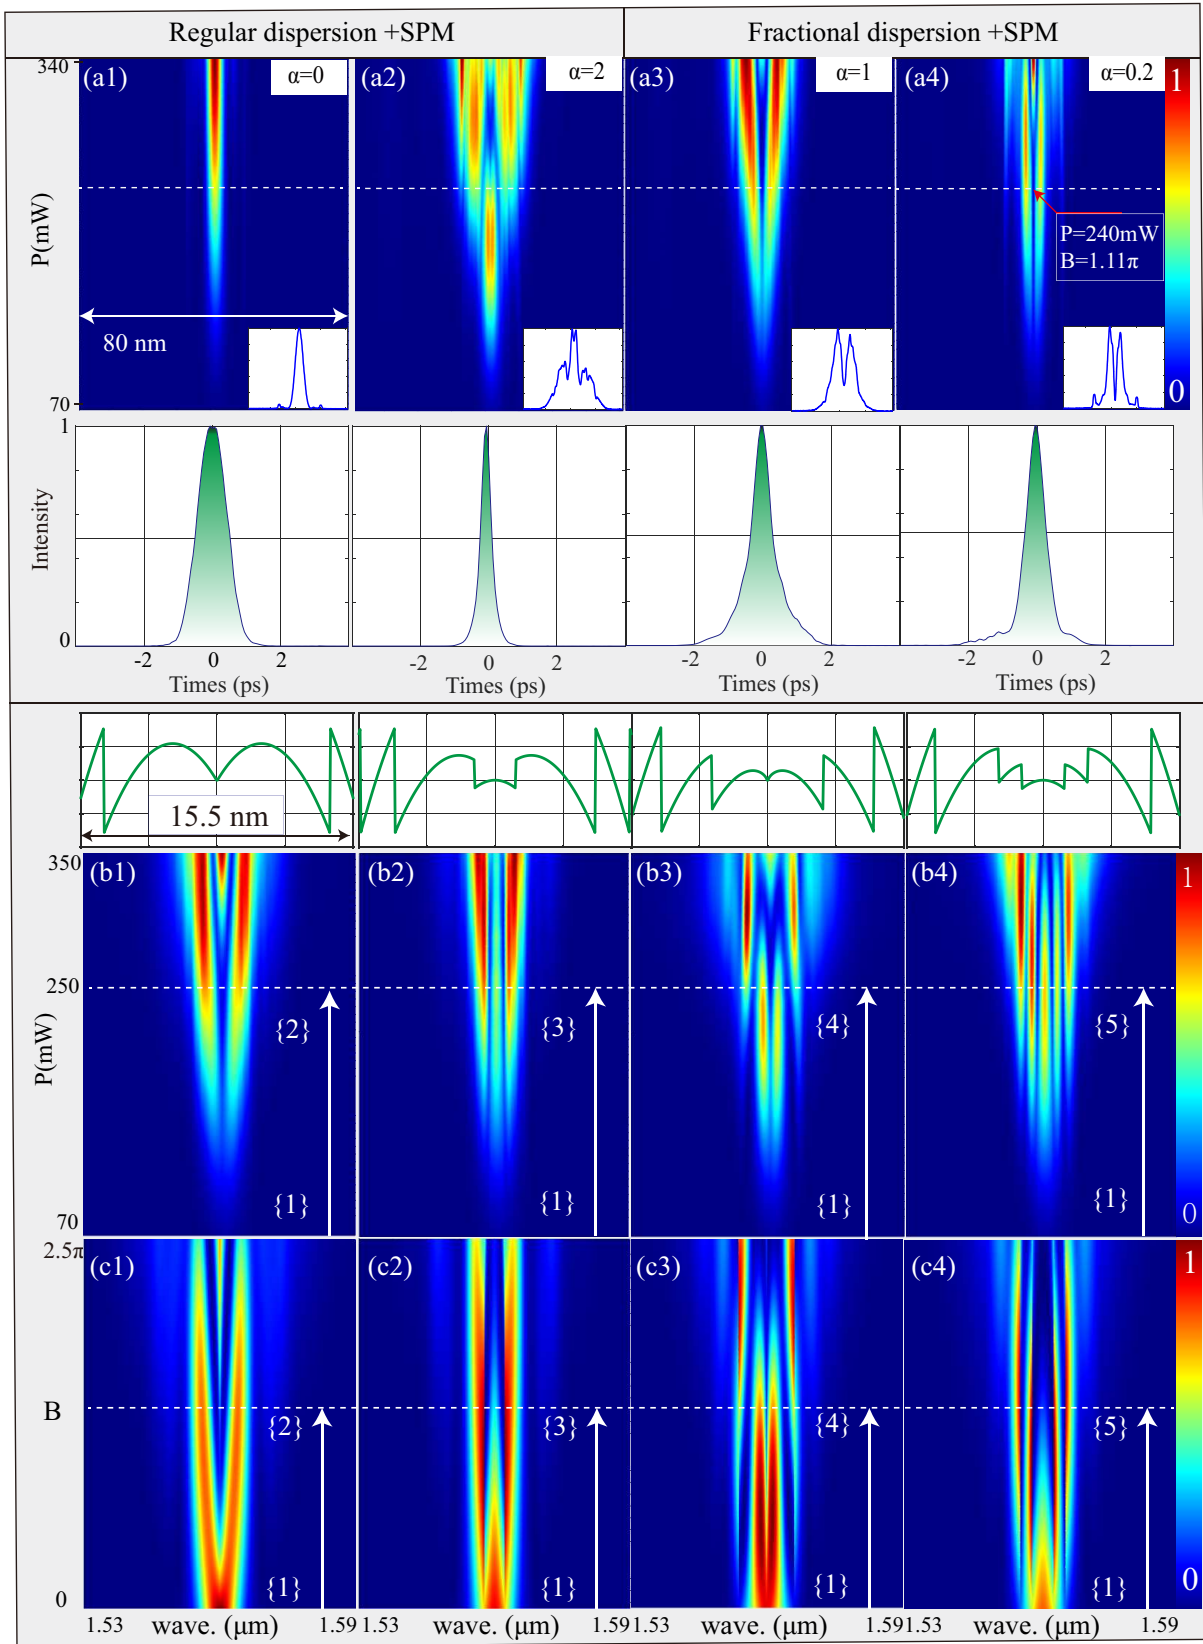 Regular dispersion +SPM
Fractional dispersion +SPM
340
(a1)
α=0
(a2)
α=2
(a3)
α=1
(a4)
α=0.2
1
P(mW)
P=240mW
B=1.11π
80 nm
70
0
1
Intensity
0
-2 0 2
-2 0 2
-2 0 2
-2 0 2
Times (ps)
Times (ps)
Times (ps)
Times (ps)
15.5 nm
350
(b1)
(b2)
(b3)
(b4)
1
250
{2}
{3}
{4}
{5}
P(mW)
{1}
{1}
{1}
{1}
70
0
2.5π
(c1)
(c2)
(c3)
(c4)
1
B
{2}
{3}
{4}
{5}
{1}
{1}
{1}
{1}
0
0
1.53 wave. (μm) 1.59
1.53 wave. (μm) 1.59
1.53 wave. (μm) 1.59
1.53 wave. (μm) 1.59